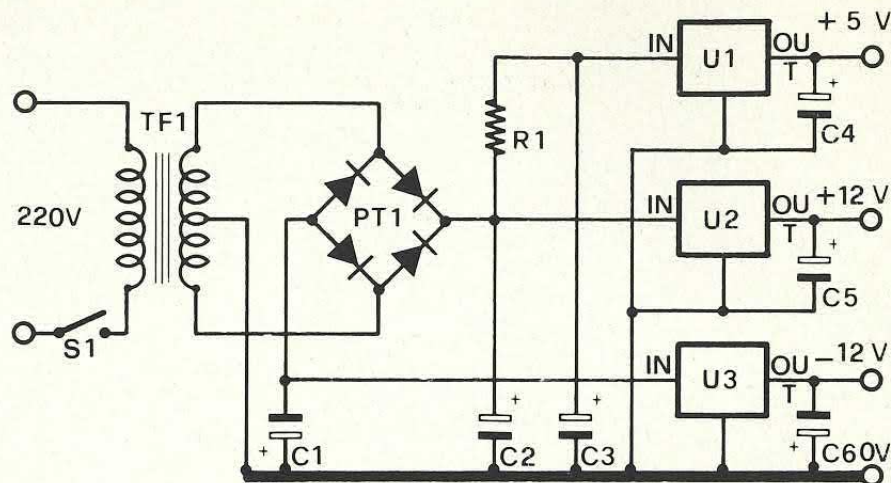 + 5 V
IN U1 OU
T
+
C4
TF1
R1
220V
PT1
+12 V
IN U2 OU
T
+
C5
S1
-12 V
IN U3 OU
T
+ C1
+ C2
+ C3
+ C6 0V